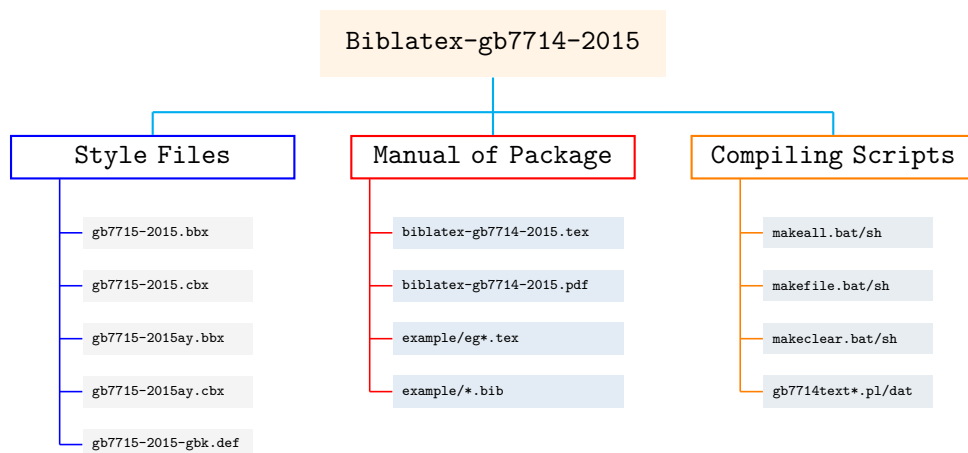 Biblatex-gb7714-2015
Style Files
gb7715-2015.bbx
gb7715-2015.cbx
gb7715-2015ay.bbx
gb7715-2015ay.cbx
gb7715-2015-gbk.def
Manual of Package
biblatex-gb7714-2015.tex
biblatex-gb7714-2015.pdf
example/eg*.tex
example/*.bib
Compiling Scripts
makeall.bat/sh
makefile.bat/sh
makeclear.bat/sh
gb7714text*.pl/dat